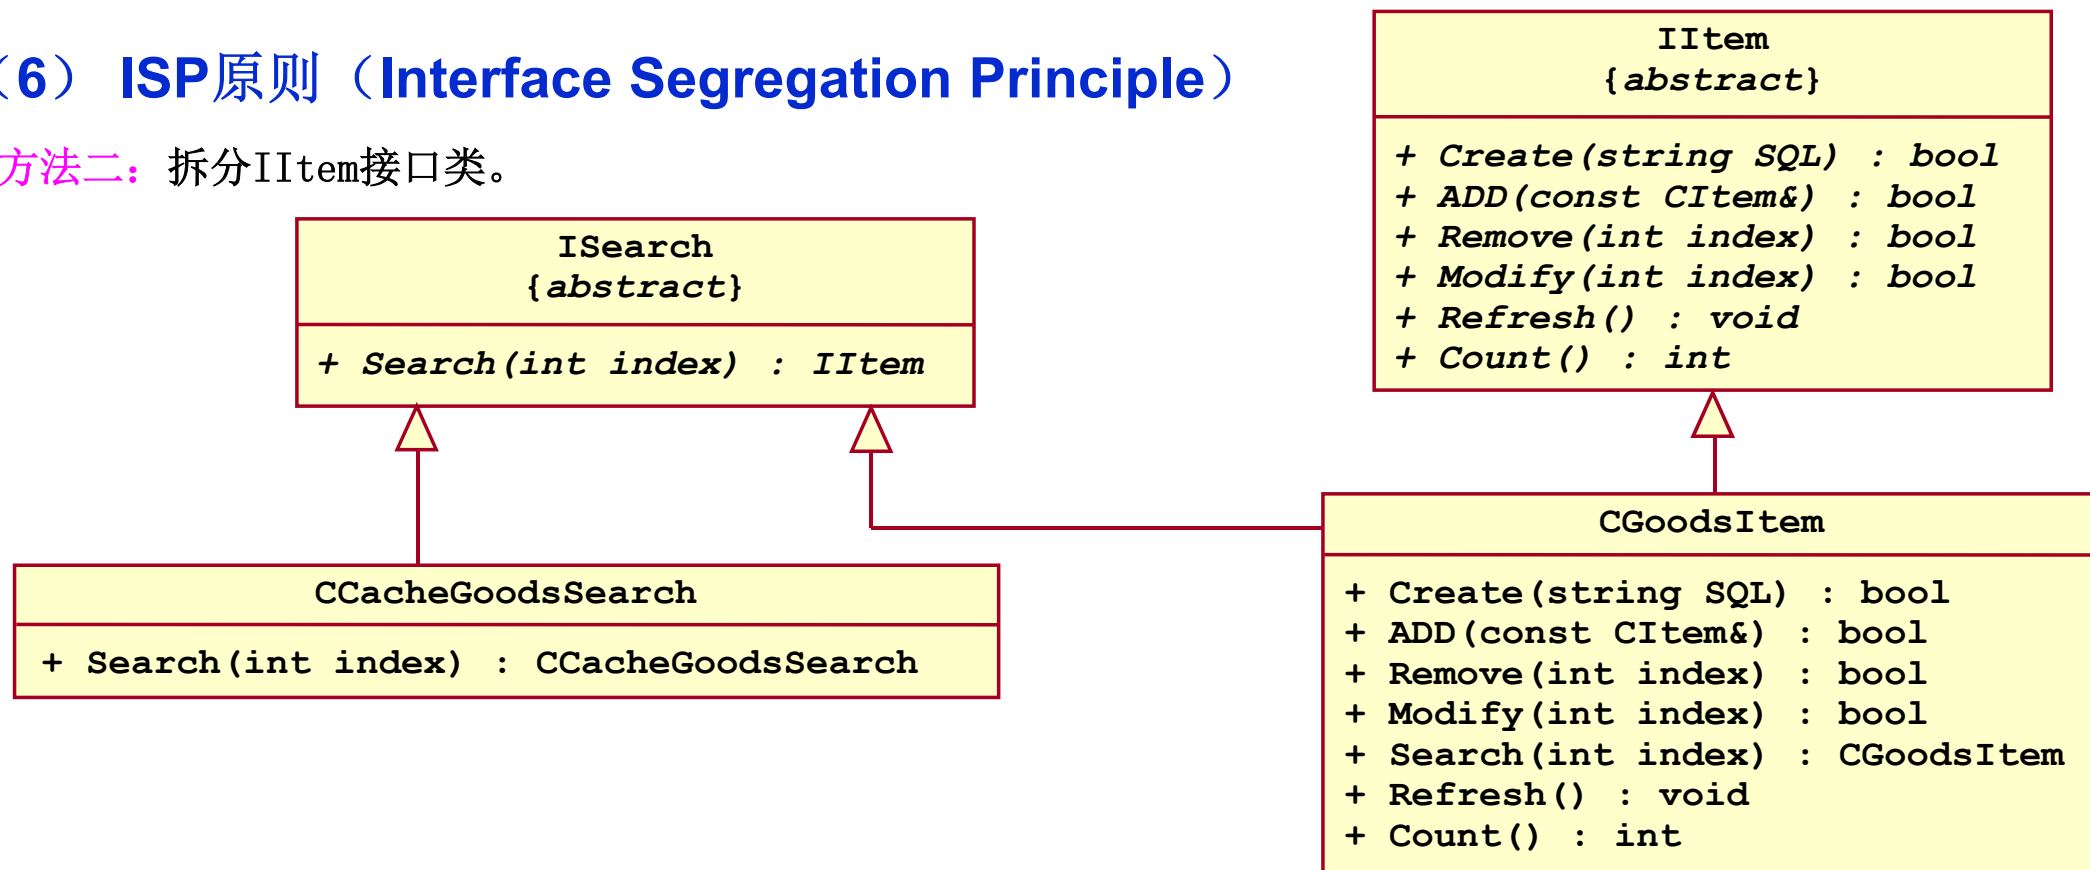 （6） ISP原则（Interface Segregation Principle）
方法二：拆分IItem接口类。
ISearch
{abstract}
+ Search(int index) : IItem
CCacheGoodsSearch
+ Search(int index) : CCacheGoodsSearch
IItem
{abstract}
+ Create(string SQL) : bool
+ ADD(const CItem&) : bool
+ Remove(int index) : bool
+ Modify(int index) : bool
+ Refresh() : void
+ Count() : int
CGoodsItem
+ Create(string SQL) : bool
+ ADD(const CItem&) : bool
+ Remove(int index) : bool
+ Modify(int index) : bool
+ Search(int index) : CGoodsItem
+ Refresh() : void
+ Count() : int